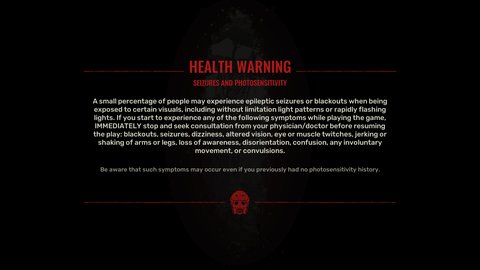 HEALTH WARNING
SEIZURES AND PHOTOSENSITIVITY
A small percentage of people may experience epileptic seizures or blackouts when being
exposed to certain visuals, including without limitation light patterns or rapidly flashing
lights. If you start to experience any of the following symptoms while playing the game,
IMMEDIATELY stop and seek consultation from your physician/doctor before resuming
the play: blackouts, seizures, dizziness, altered vision, eye or muscle twitches, jerking or
shaking of arms or legs, loss of awareness, disorientation, confusion, any involuntary
movement, or convulsions.
Be aware that such symptoms may occur even if you previously had no photosensitivity history.